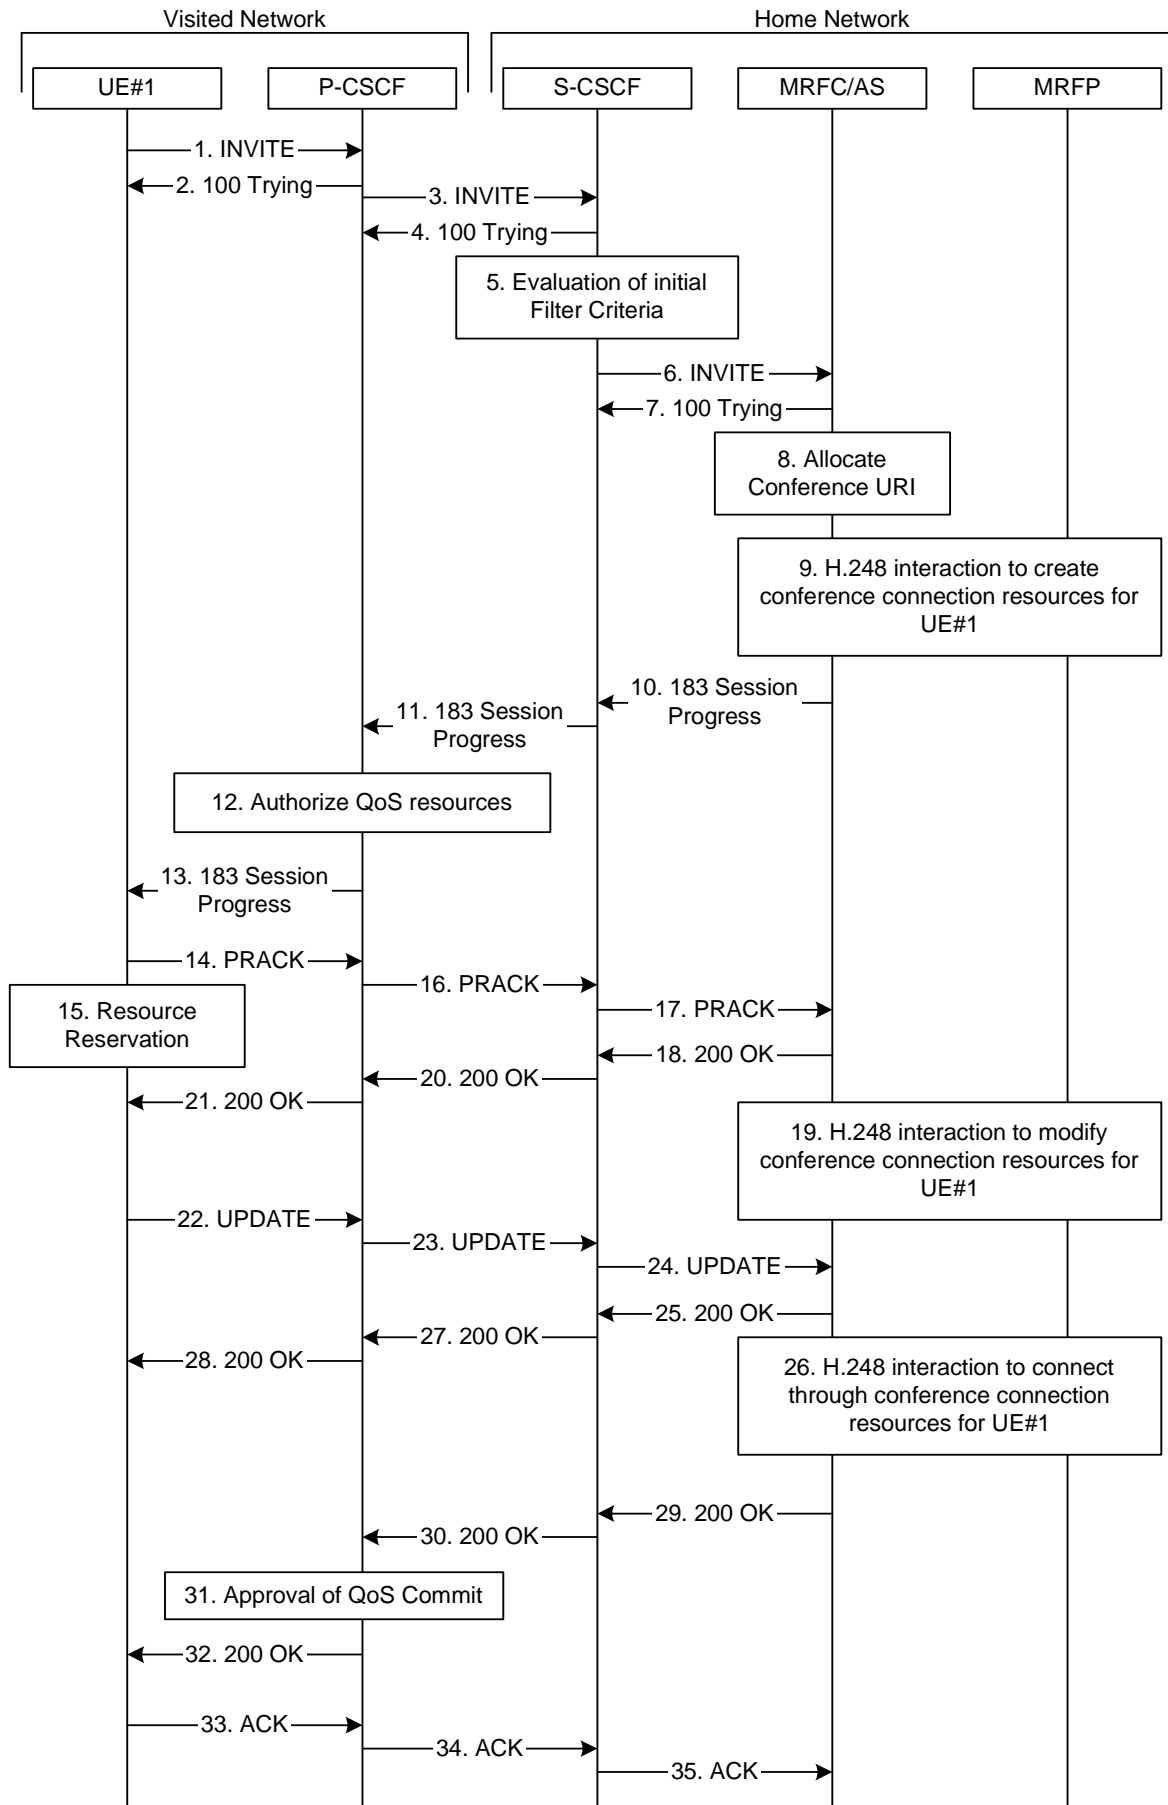 Visited Network
Home Network
UE#1
P-CSCF
S-CSCF
MRFC/AS
MRFP
1. INVITE
2. 100 Trying
3. INVITE
4. 100 Trying
5. Evaluation of initial
Filter Criteria
6. INVITE
7. 100 Trying
8. Allocate
Conference URI
9. H.248 interaction to create
conference connection resources for
UE#1
10. 183 Session
Progress
11. 183 Session
Progress
12. Authorize QoS resources
13. 183 Session
Progress
14. PRACK
15. Resource
Reservation
16. PRACK
17. PRACK
18. 200 OK
20. 200 OK
21. 200 OK
19. H.248 interaction to modify
conference connection resources for
UE#1
22. UPDATE
23. UPDATE
24. UPDATE
25. 200 OK
27. 200 OK
28. 200 OK
26. H.248 interaction to connect
through conference connection
resources for UE#1
29. 200 OK
30. 200 OK
31. Approval of QoS Commit
32. 200 OK
33. ACK
34. ACK
35. ACK